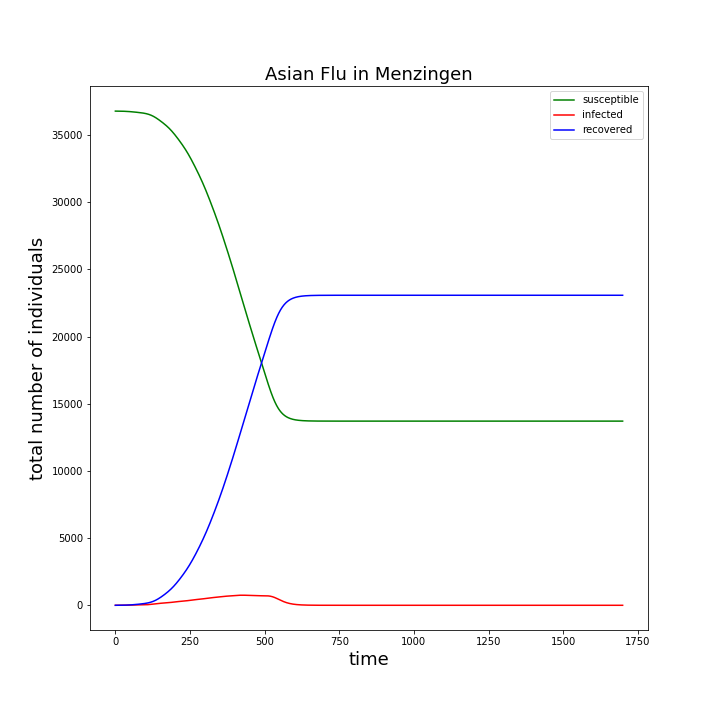 Asian Flu in Menzingen
susceptible
infected
recovered
total number of individuals
35000
30000
25000
20000
15000
10000
5000
0
0 250 500 750 1000 1250 1500 1750
time